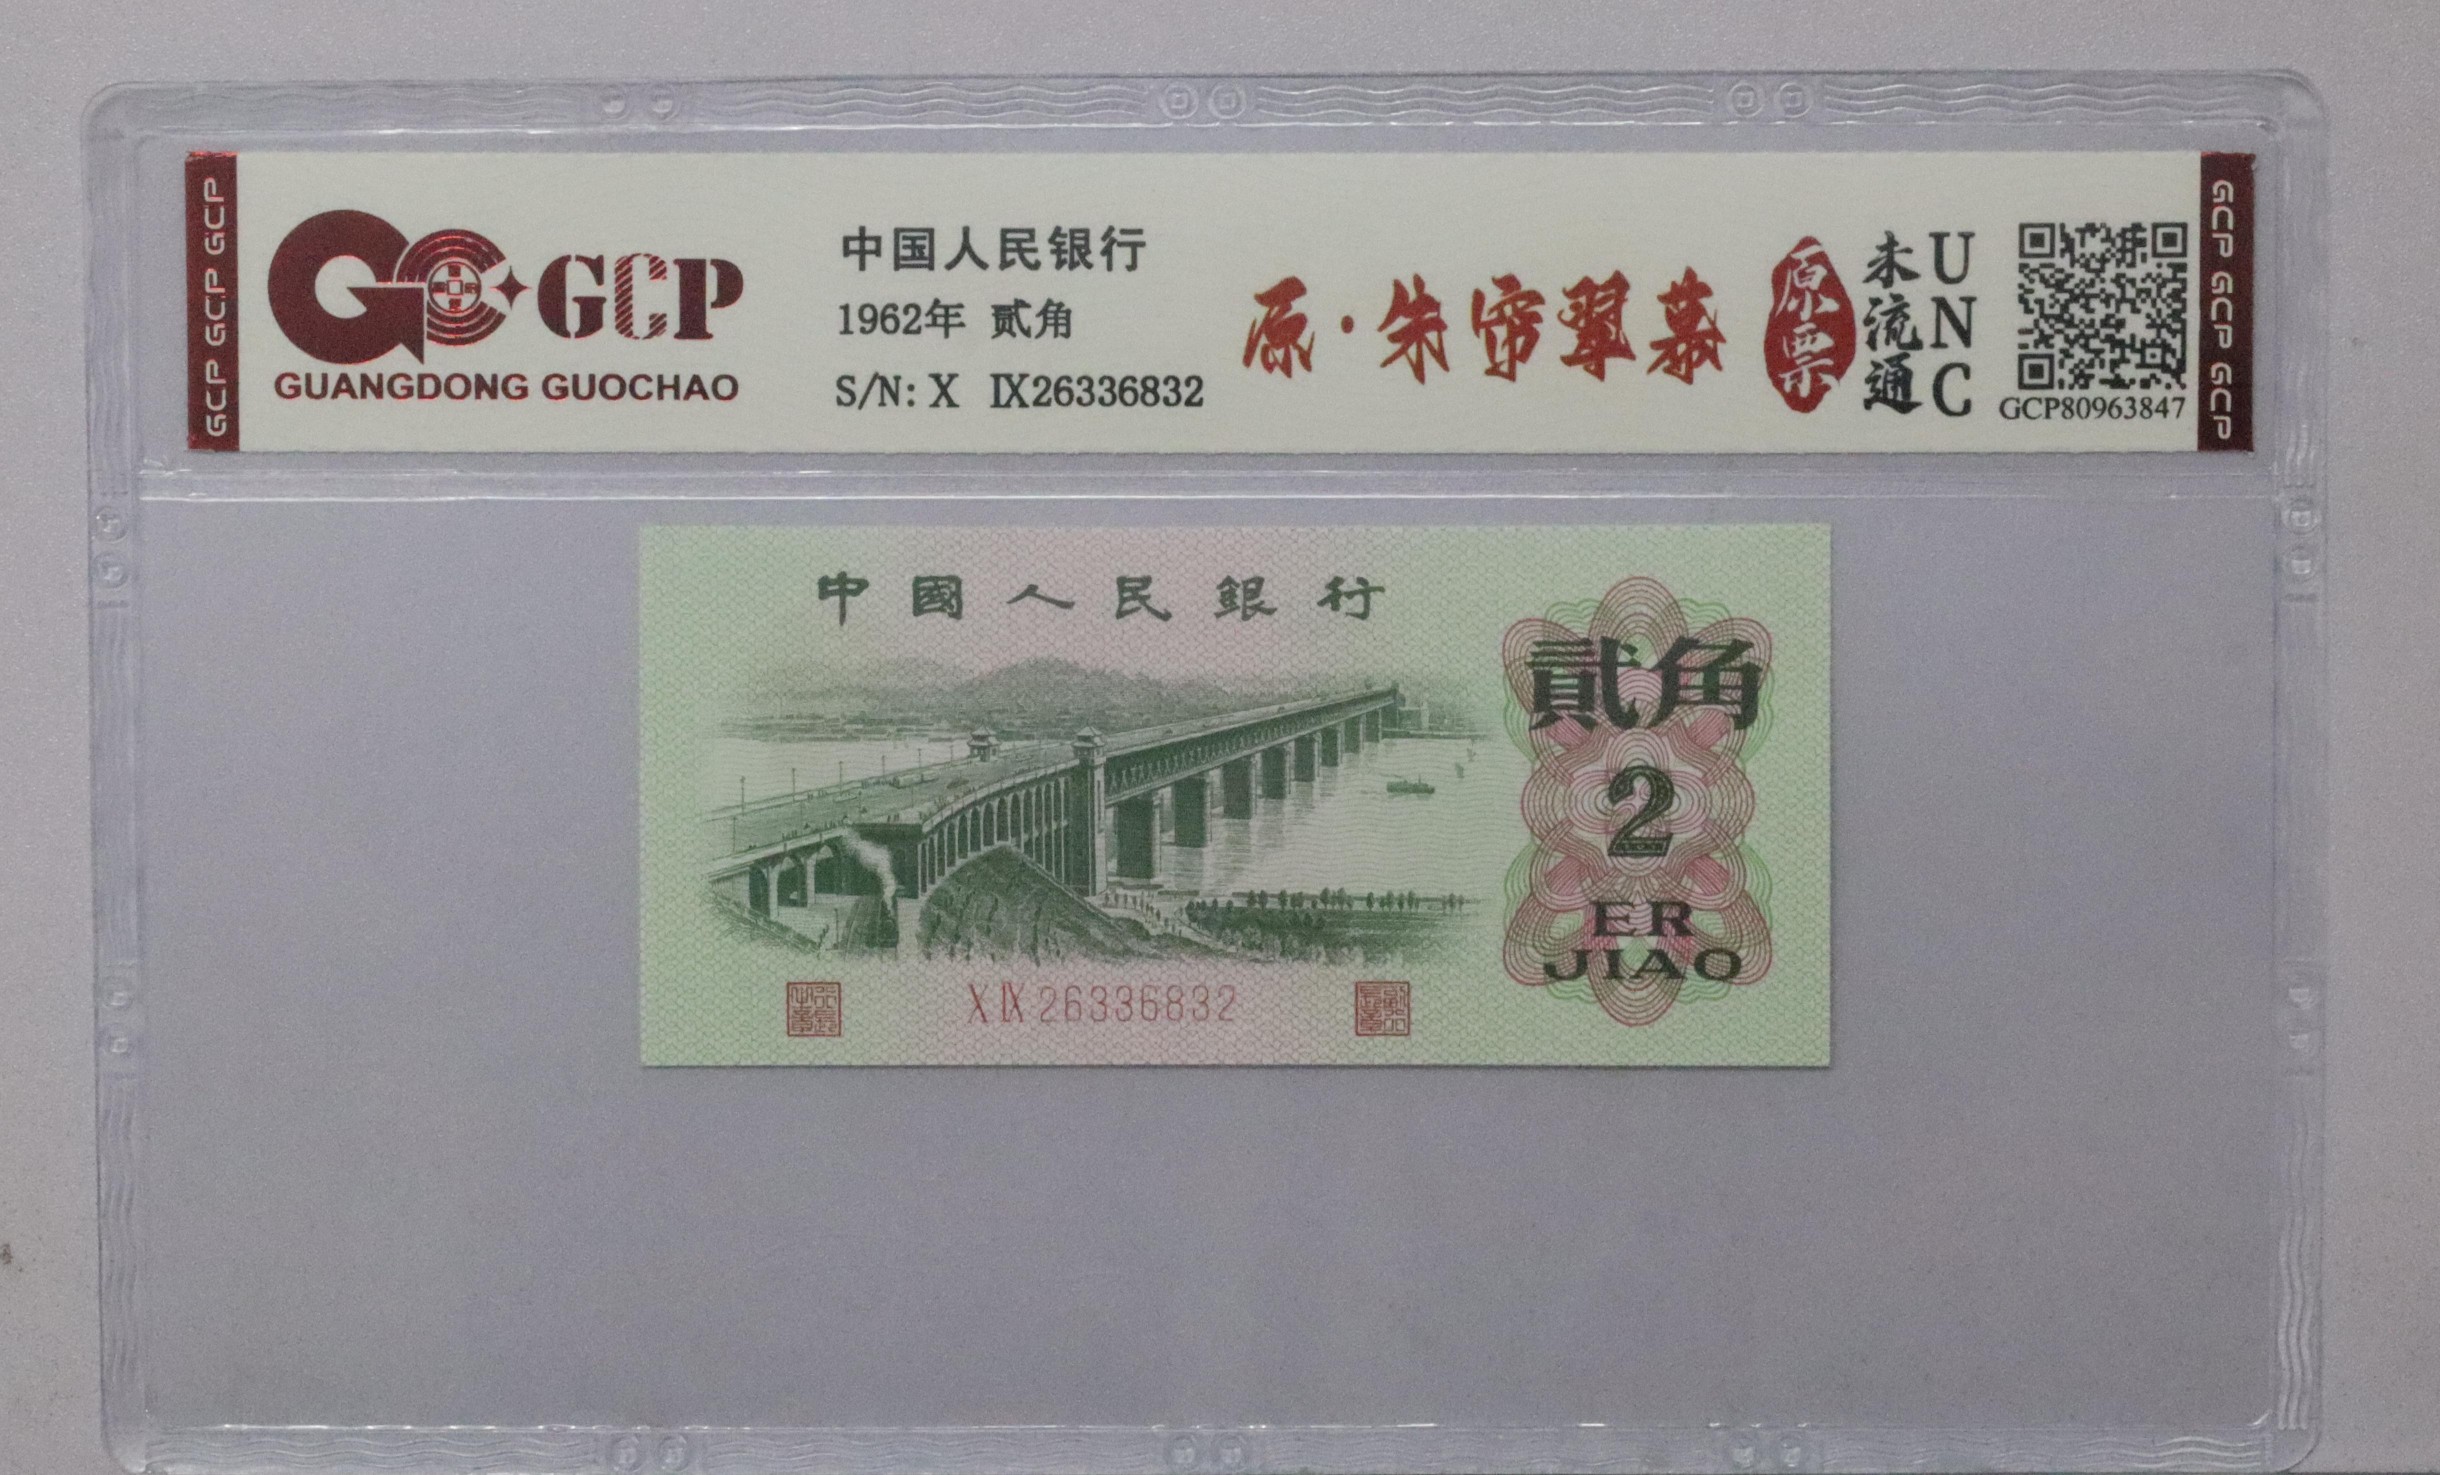 GCP GCP GCP
GCP
GUANGDONG GUOCHAO
中国人民银行
1962年 贰角
S/N: X IX26336832
原·朱帘翠幕
原票
未流通
UNC
GCP80963847
GCP GCP GCP
中國人民銀行
貳角
2
ER
JIAO
X IX 26336832